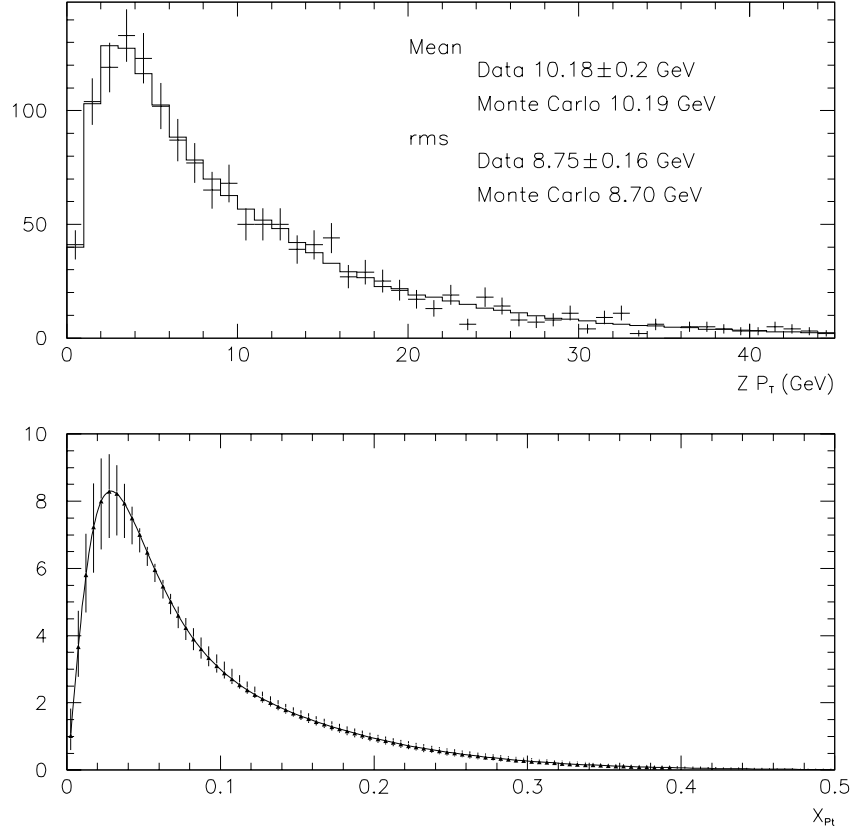 Mean
Data 10.18±0.2 GeV
Monte Carlo 10.19 GeV
rms
Data 8.75±0.16 GeV
Monte Carlo 8.70 GeV
100
50
0
0 10 20 30 40
Z P_T (GeV)
10
8
6
4
2
0
0 0.1 0.2 0.3 0.4 0.5
X_Pt